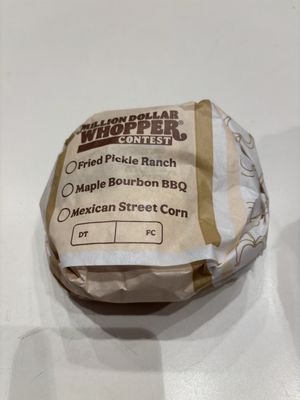 MILLION DOLLAR
WHOPPER®
CONTEST
Fried Pickle Ranch
Maple Bourbon BBQ
Mexican Street Corn
DT FC